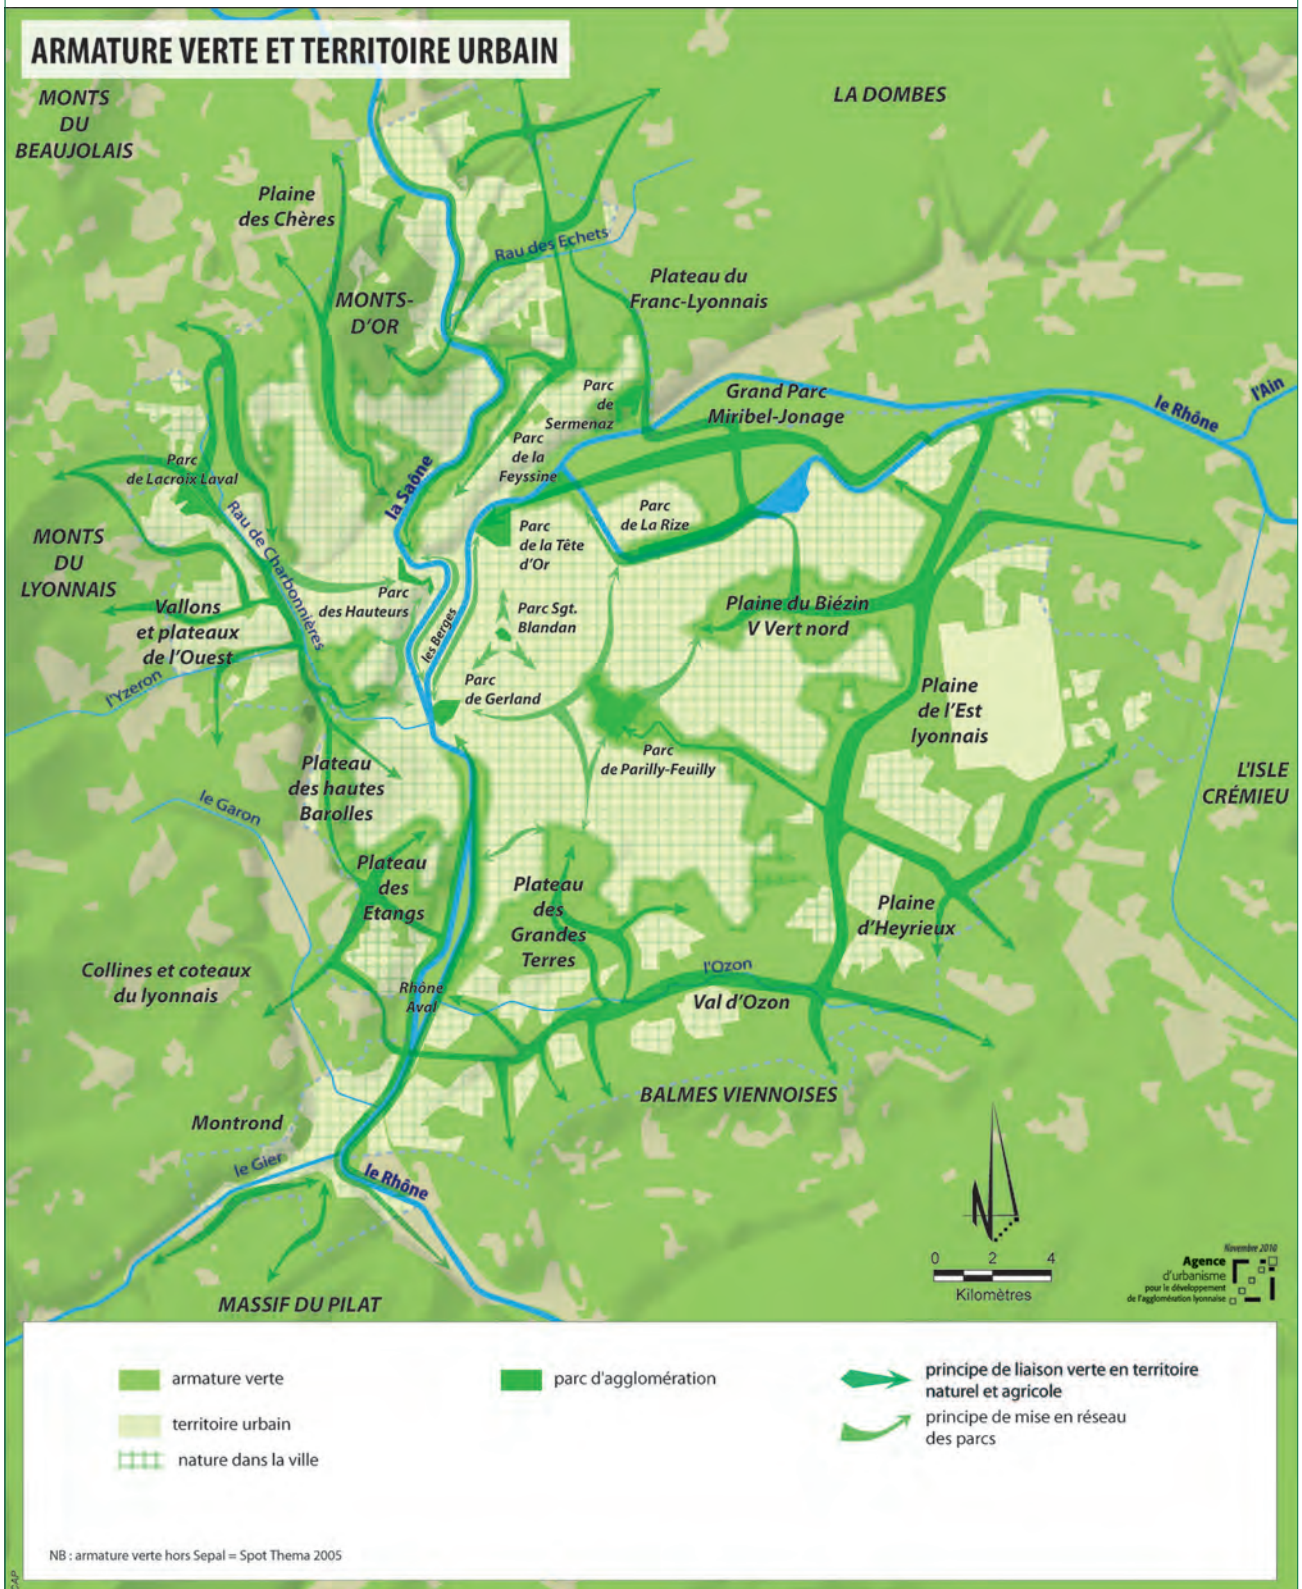 ARMATURE VERTE ET TERRITOIRE URBAIN
MONTS
DU
BEAUJOLAIS
LA DOMBES
Plaine
des Chères
Rau des Echets
Plateau du
Franc-Lyonnais
MONTS-
D'OR
Parc
de
Sermenaz
Grand Parc
Miribel-Jonage
le Rhône
l'Ain
Parc
de la
Feyssine
la Saône
Parc
de Lacroix Laval
Rau de Charbonnières
Parc
de La Rize
Parc
de la Tête
d'Or
MONTS
DU
LYONNAIS
Parc
des Hauteurs
Vallons
et plateaux
de l'Ouest
les Berges
Parc Sgt.
Blandan
Plaine du Biézin
V Vert nord
l'Yzeron
Parc
de Gerland
Plaine
de l'Est
lyonnais
Parc
de Parilly-Feuilly
Plateau
des hautes
Barolles
L'ISLE
CRÉMIEU
le Garon
Plateau
des
Etangs
Plateau
des
Grandes
Terres
Plaine
d'Heyrieux
Collines et coteaux
du lyonnais
Rhône
Aval
l'Ozon
Val d'Ozon
BALMES VIENNOISES
Montrond
le Gier
le Rhône
MASSIF DU PILAT
N
0 2 4
Kilomètres
Novembre 2010
Agence
d'urbanisme
pour le développement
de l'agglomération lyonnaise
armature verte
territoire urbain
nature dans la ville
parc d'agglomération
principe de liaison verte en territoire
naturel et agricole
principe de mise en réseau
des parcs
NB : armature verte hors Sepal = Spot Thema 2005